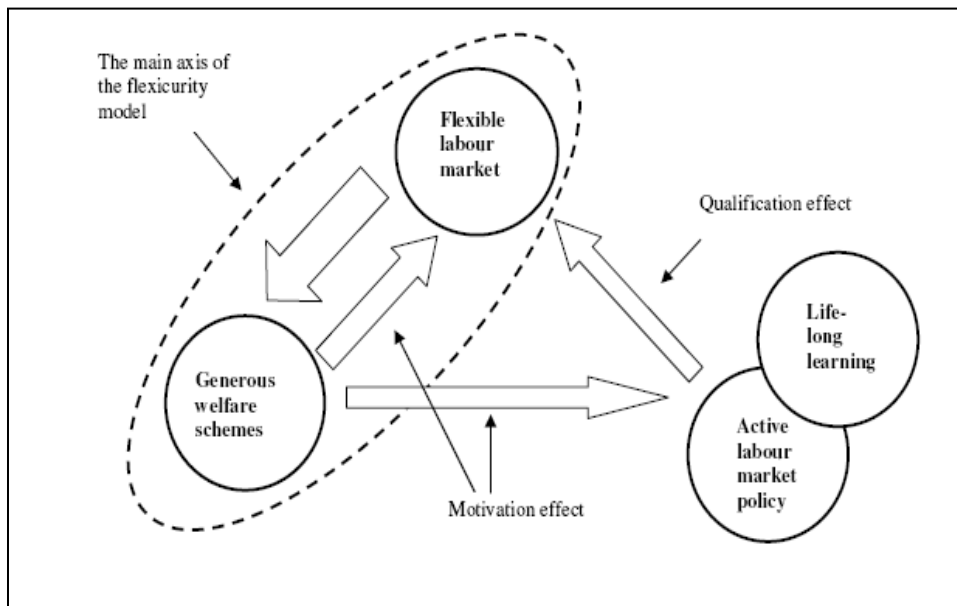 The main axis of
the flexicurity
model
Flexible
labour
market
Qualification effect
Life-
long
learning
Generous
welfare
schemes
Active
labour
market
policy
Motivation effect